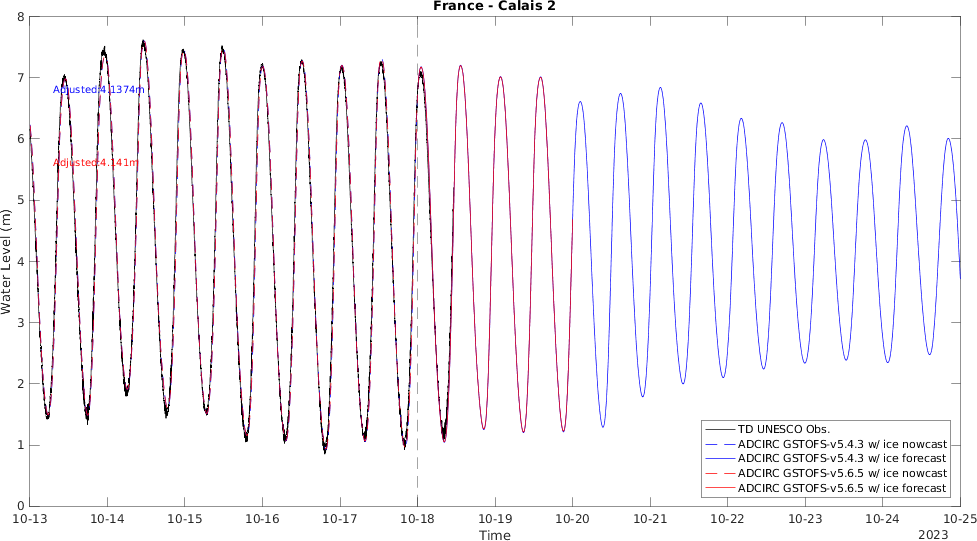 France - Calais 2
8
7
6
5
4
3
2
1
0
Water Level (m)
Adjusted:4.1374m
Adjusted:4.141m
TD UNESCO Obs.
ADCIRC GSTOFS-v5.4.3 w/ ice nowcast
ADCIRC GSTOFS-v5.4.3 w/ ice forecast
ADCIRC GSTOFS-v5.6.5 w/ ice nowcast
ADCIRC GSTOFS-v5.6.5 w/ ice forecast
10-13 10-14 10-15 10-16 10-17 10-18 10-19 10-20 10-21 10-22 10-23 10-24 10-25
Time
2023